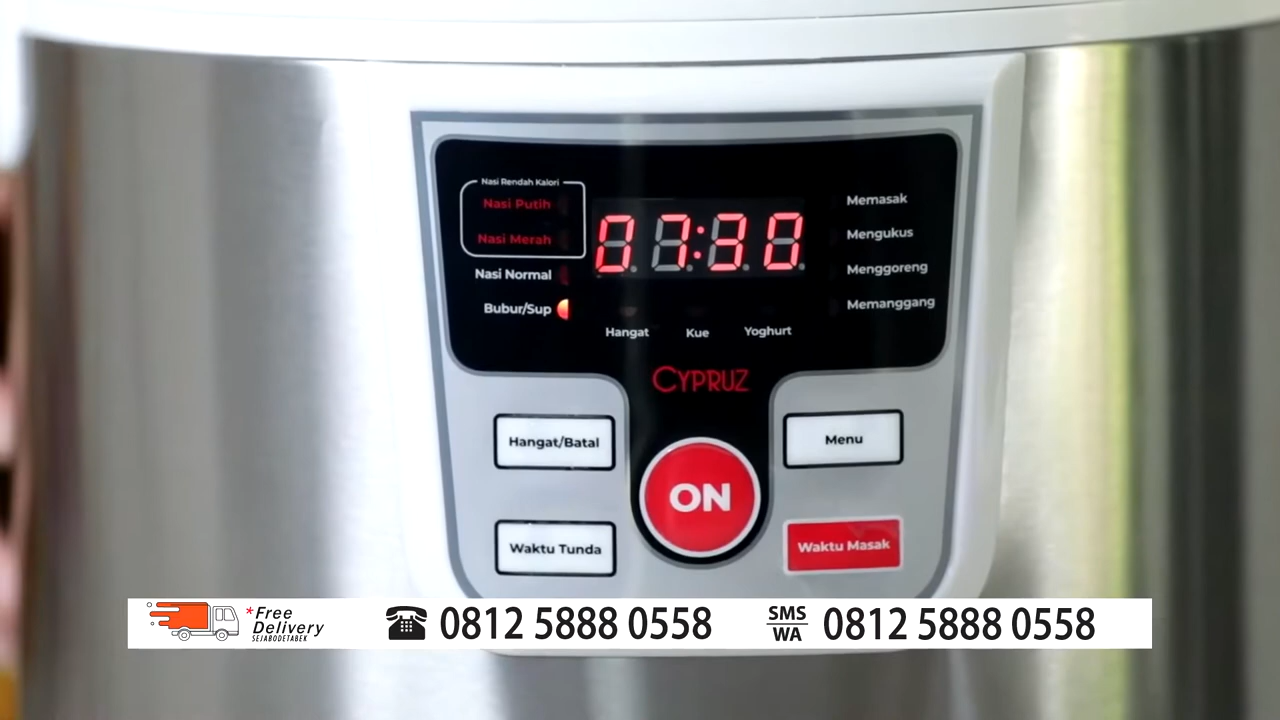 Nasi Rendah Kalori
Nasi Putih
Nasi Merah
Nasi Normal
Bubur/Sup
07:30
Memasak
Mengukus
Menggoreng
Memanggang
Hangat
Kue
Yoghurt
CYPRUZ
Hangat/Batal
Menu
ON
Waktu Tunda
Waktu Masak
*Free
Delivery
SEJABODETABEK
0812 5888 0558
SMS
WA
0812 5888 0558